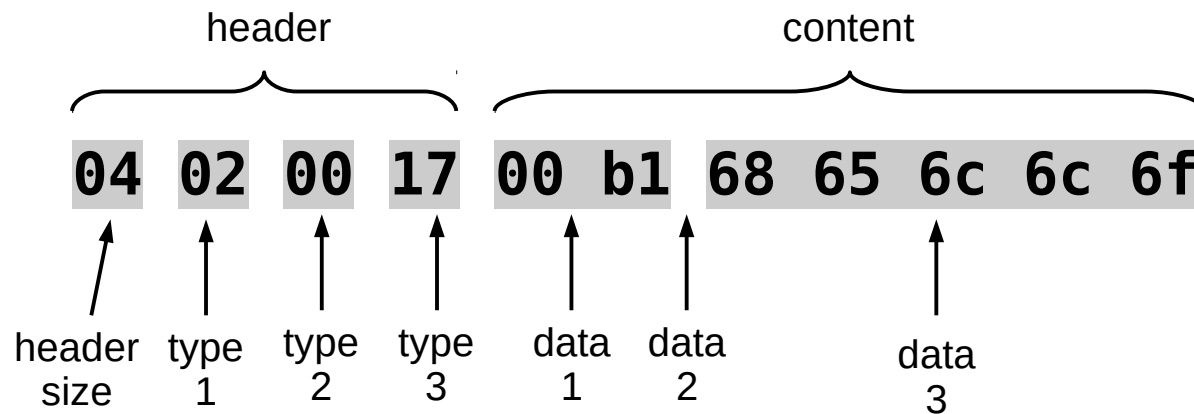 header content
04 02 00 17 00 b1 68 65 6c 6c 6f
header type type type data data data
size 1 2 3 1 2 3